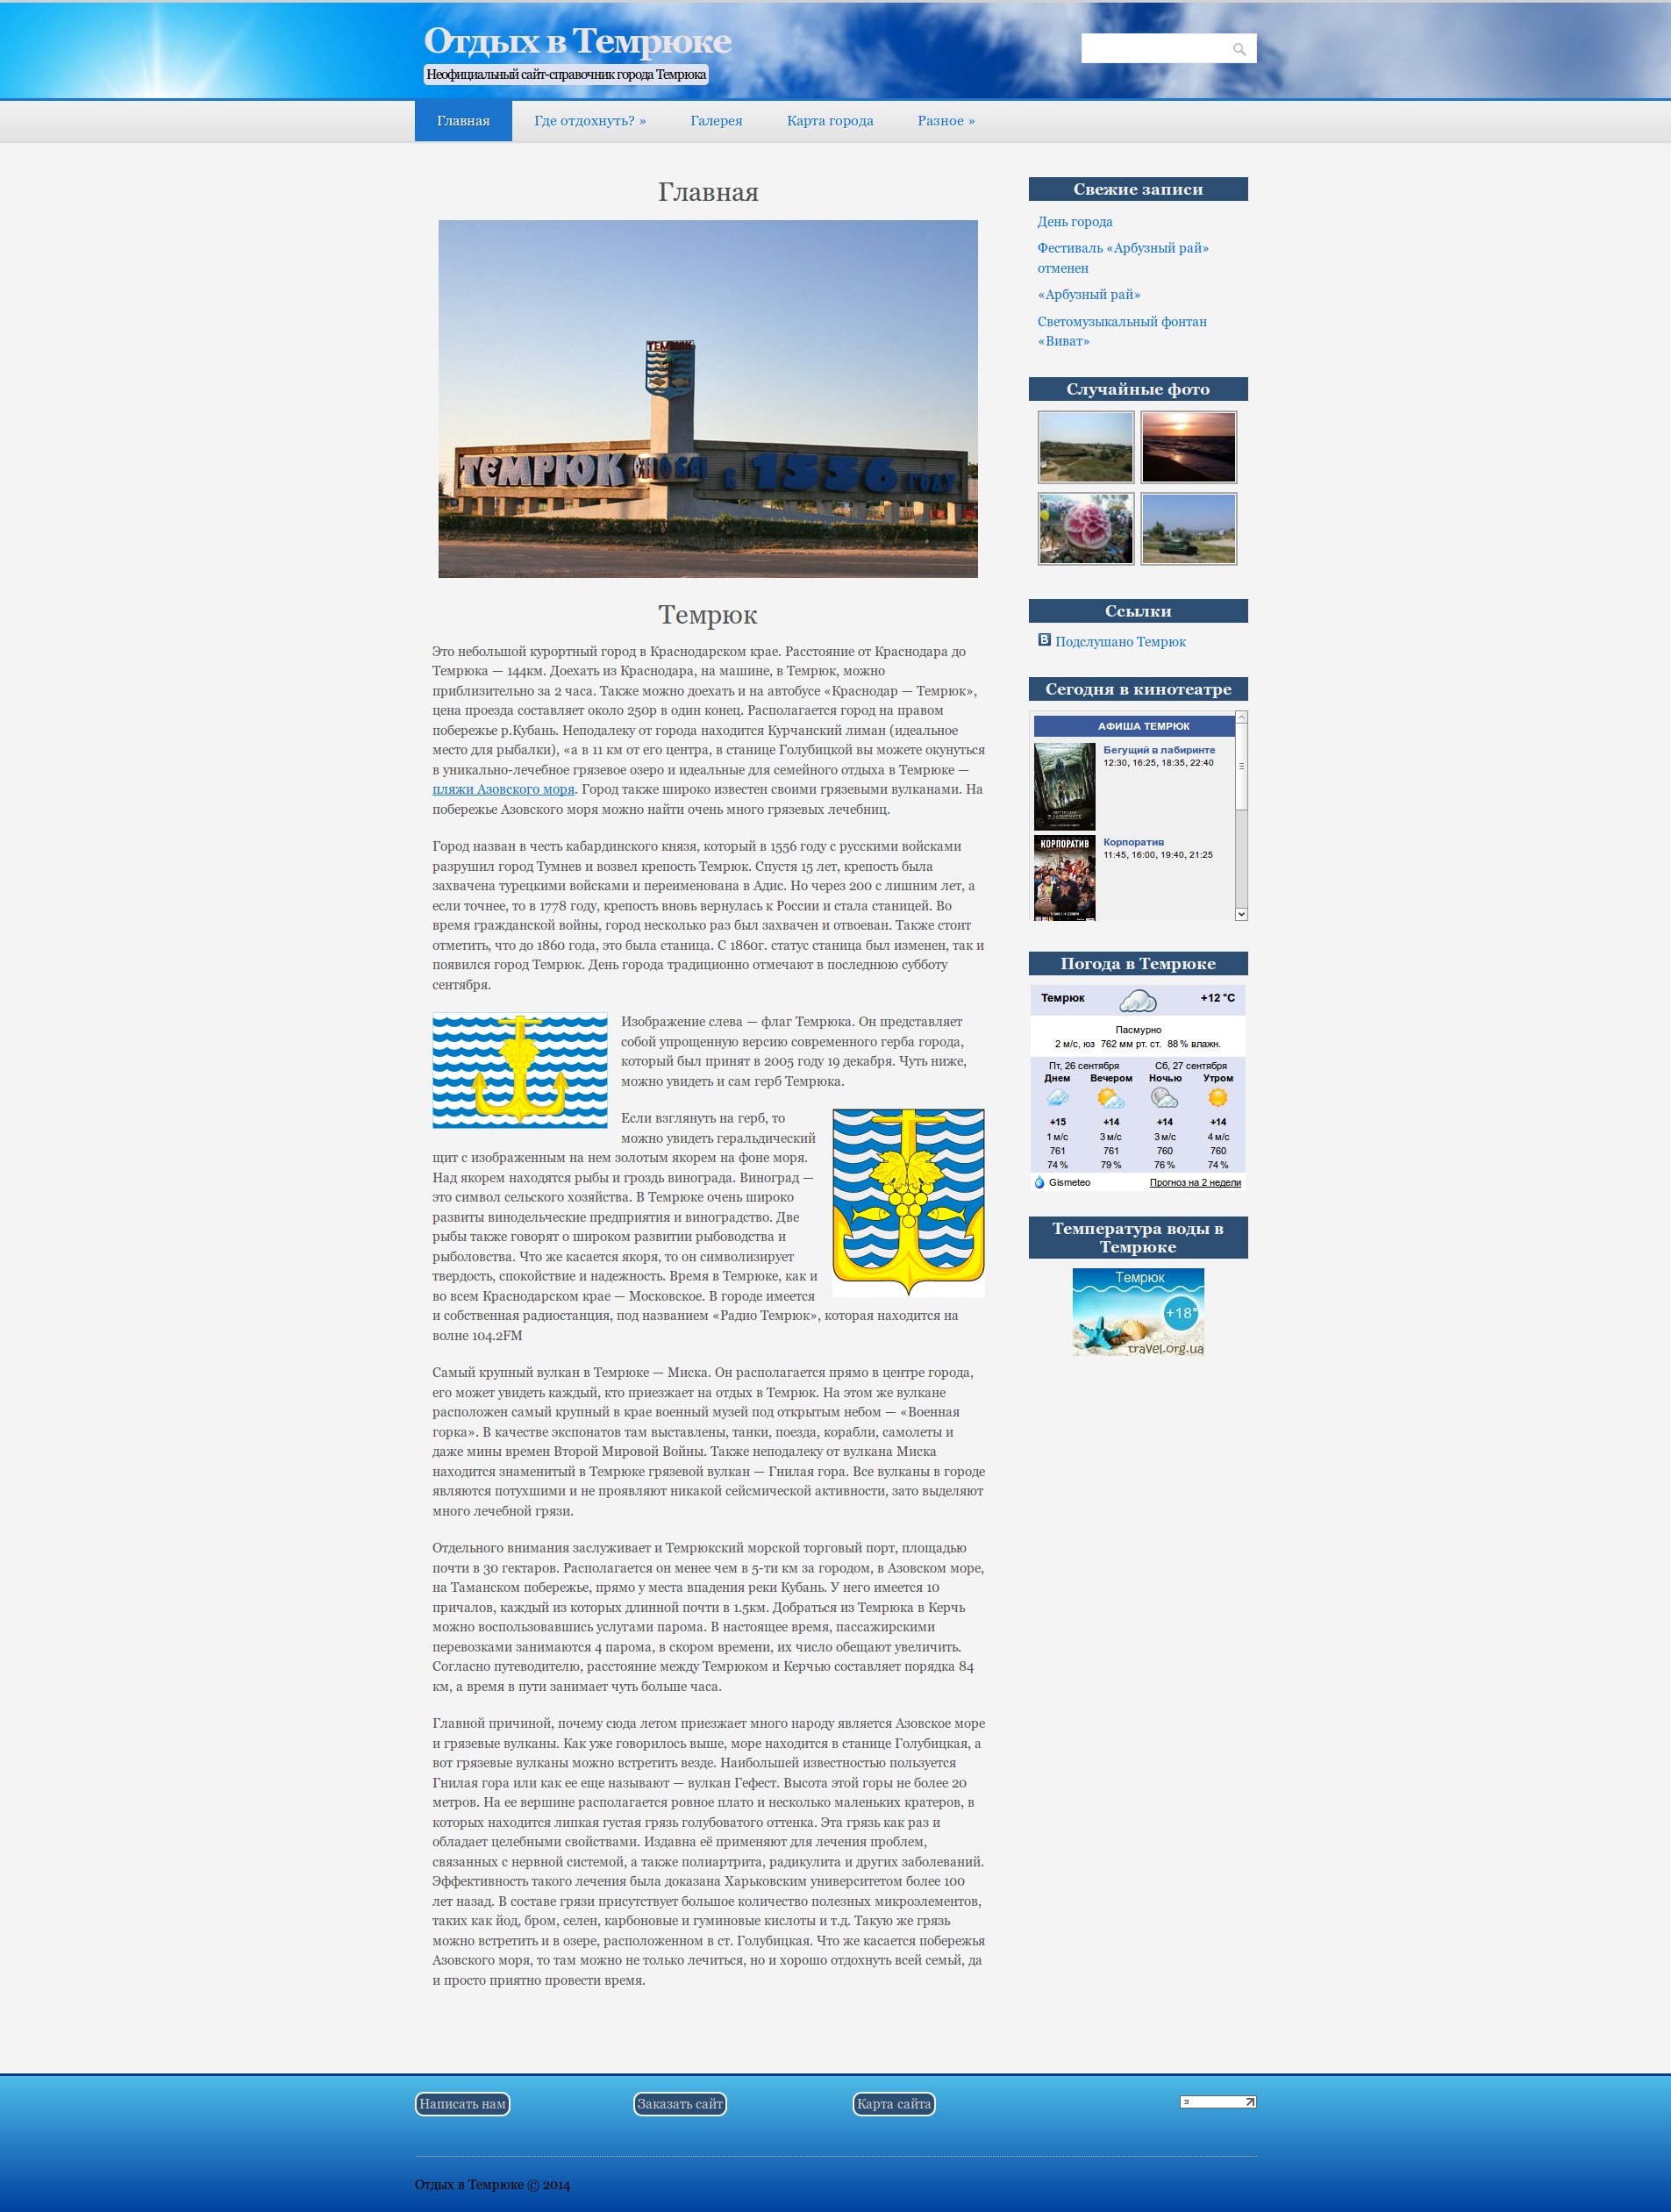 Отдых в Темрюке
Неофициальный сайт-справочник города Темрюка
Главная
Где отдохнуть? »
Галерея
Карта города
Разное »
Главная
ТЕМРЮК
ТЕМРЮК ОСНОВАН В 1556 ГОДУ
Темрюк
Это небольшой курортный город в Краснодарском крае. Расстояние от Краснодара до
Темрюка — 144км. Доехать из Краснодара, на машине, в Темрюк, можно
приблизительно за 2 часа. Также можно доехать и на автобусе «Краснодар — Темрюк»,
цена проезда составляет около 250р в один конец. Располагается город на правом
побережье р.Кубань. Неподалеку от города находится Курчанский лиман (идеальное
место для рыбалки), «а в 11 км от его центра, в станице Голубицкой вы можете окунуться
в уникально-лечебное грязевое озеро и идеальные для семейного отдыха в Темрюке —
пляжи Азовского моря. Город также широко известен своими грязевыми вулканами. На
побережье Азовского моря можно найти очень много грязевых лечебниц.
Город назван в честь кабардинского князя, который в 1556 году с русскими войсками
разрушил город Тумнев и возвел крепость Темрюк. Спустя 15 лет, крепость была
захвачена турецкими войсками и переименована в Адис. Но через 200 с лишним лет, а
если точнее, то в 1778 году, крепость вновь вернулась к России и стала станицей. Во
время гражданской войны, город несколько раз был захвачен и отвоеван. Также стоит
отметить, что до 1860 года, это была станица. С 1860г. статус станица был изменен, так и
появился город Темрюк. День города традиционно отмечают в последнюю субботу
сентября.
Изображение слева — флаг Темрюка. Он представляет
собой упрощенную версию современного герба города,
который был принят в 2005 году 19 декабря. Чуть ниже,
можно увидеть и сам герб Темрюка.
Если взглянуть на герб, то
можно увидеть геральдический
щит с изображенным на нем золотым якорем на фоне моря.
Над якорем находятся рыбы и гроздь винограда. Виноград —
это символ сельского хозяйства. В Темрюке очень широко
развиты винодельческие предприятия и виноградство. Две
рыбы также говорят о широком развитии рыбоводства и
рыболовства. Что же касается якоря, то он символизирует
твердость, спокойствие и надежность. Время в Темрюке, как и
во всем Краснодарском крае — Московское. В городе имеется
и собственная радиостанция, под названием «Радио Темрюк», которая находится на
волне 104.2FM
Самый крупный вулкан в Темрюке — Миска. Он располагается прямо в центре города,
его может увидеть каждый, кто приезжает на отдых в Темрюк. На этом же вулкане
расположен самый крупный в крае военный музей под открытым небом — «Военная
горка». В качестве экспонатов там выставлены, танки, поезда, корабли, самолеты и
даже мины времен Второй Мировой Войны. Также неподалеку от вулкана Миска
находится знаменитый в Темрюке грязевой вулкан — Гнилая гора. Все вулканы в городе
являются потухшими и не проявляют никакой сейсмической активности, зато выделяют
много лечебной грязи.
Отдельного внимания заслуживает и Темрюкский морской торговый порт, площадью
почти в 30 гектаров. Располагается он менее чем в 5-ти км за городом, в Азовском море,
на Таманском побережье, прямо у места впадения реки Кубань. У него имеется 10
причалов, каждый из которых длинной почти в 1.5км. Добраться из Темрюка в Керчь
можно воспользовавшись услугами парома. В настоящее время, пассажирскими
перевозками занимаются 4 парома, в скором времени, их число обещают увеличить.
Согласно путеводителю, расстояние между Темрюком и Керчью составляет порядка 84
км, а время в пути занимает чуть больше часа.
Главной причиной, почему сюда летом приезжает много народу является Азовское море
и грязевые вулканы. Как уже говорилось выше, море находится в станице Голубицкая, а
вот грязевые вулканы можно встретить везде. Наибольшей известностью пользуется
Гнилая гора или как ее еще называют — вулкан Гефест. Высота этой горы не более 20
метров. На ее вершине располагается ровное плато и несколько маленьких кратеров, в
которых находится липкая густая грязь голубоватого оттенка. Эта грязь как раз и
обладает целебными свойствами. Издавна её применяют для лечения проблем,
связанных с нервной системой, а также полиартрита, радикулита и других заболеваний.
Эффективность такого лечения была доказана Харьковским университетом более 100
лет назад. В составе грязи присутствует большое количество полезных микроэлементов,
таких как йод, бром, селен, карбоновые и гуминовые кислоты и т.д. Такую же грязь
можно встретить и в озере, расположенном в ст. Голубицкая. Что же касается побережья
Азовского моря, то там можно не только лечиться, но и хорошо отдохнуть всей семьй, да
и просто приятно провести время.
Свежие записи
День города
Фестиваль «Арбузный рай»
отменен
«Арбузный рай»
Светомузыкальный фонтан
«Виват»
Случайные фото
Ссылки
В Подслушано Темрюк
Сегодня в кинотеатре
АФИША ТЕМРЮК
Бегущий в лабиринте
12:30, 16:25, 18:35, 22:40
Корпоратив
11:45, 16:00, 19:40, 21:25
КОРПОРАТИВ
Погода в Темрюке
Темрюк +12 °C
Пасмурно
2 м/с, юз 762 мм рт. ст. 88 % влажн.
Пт, 26 сентября Сб, 27 сентября
Днем Вечером Ночью Утром
+15 +14 +14 +14
1 м/с 3 м/с 3 м/с 4 м/с
761 761 760 760
74 % 79 % 76 % 74 %
Gismeteo Прогноз на 2 недели
Температура воды в
Темрюке
Темрюк
+18°
traVel.org.ua
Написать нам
Заказать сайт
Карта сайта
Отдых в Темрюке © 2014